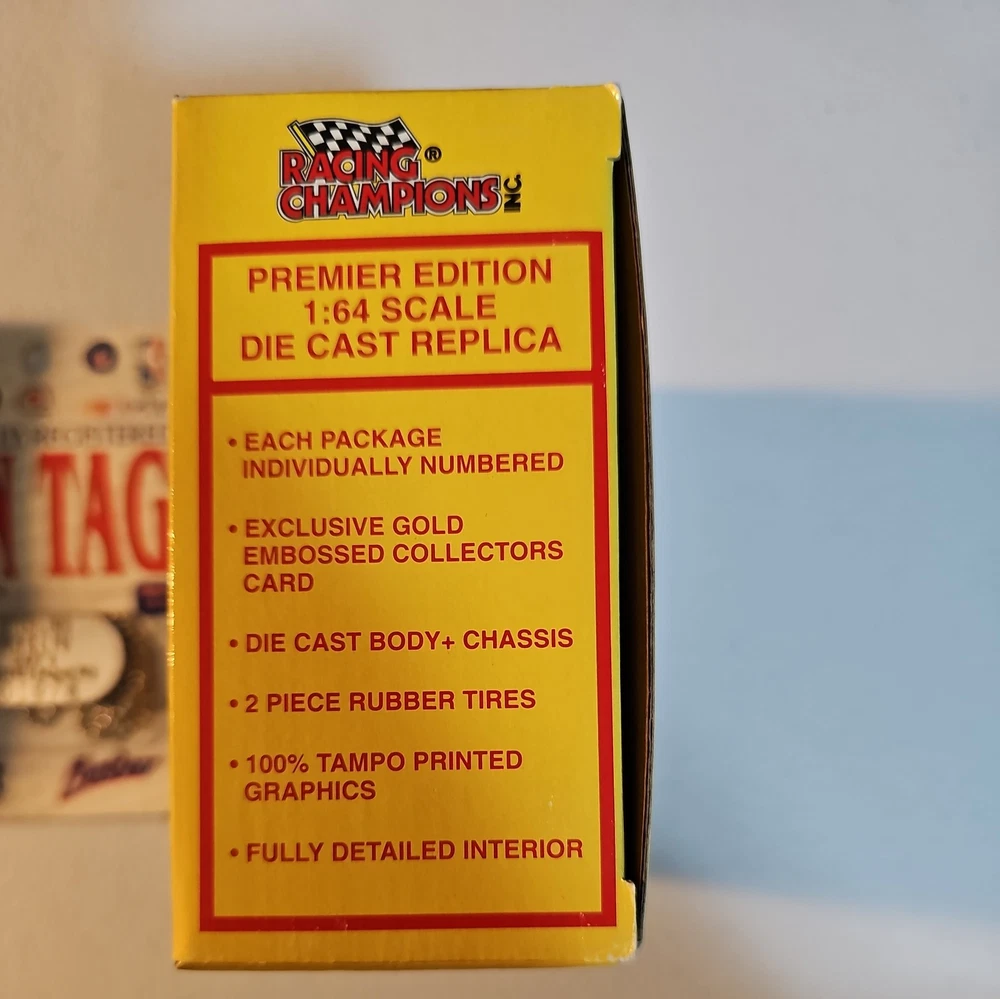 RACING ®
CHAMPIONS INC.
PREMIER EDITION
1:64 SCALE
DIE CAST REPLICA
• EACH PACKAGE
INDIVIDUALLY NUMBERED
• EXCLUSIVE GOLD
EMBOSSED COLLECTORS
CARD
• DIE CAST BODY+ CHASSIS
• 2 PIECE RUBBER TIRES
• 100% TAMPO PRINTED
GRAPHICS
• FULLY DETAILED INTERIOR
TAG